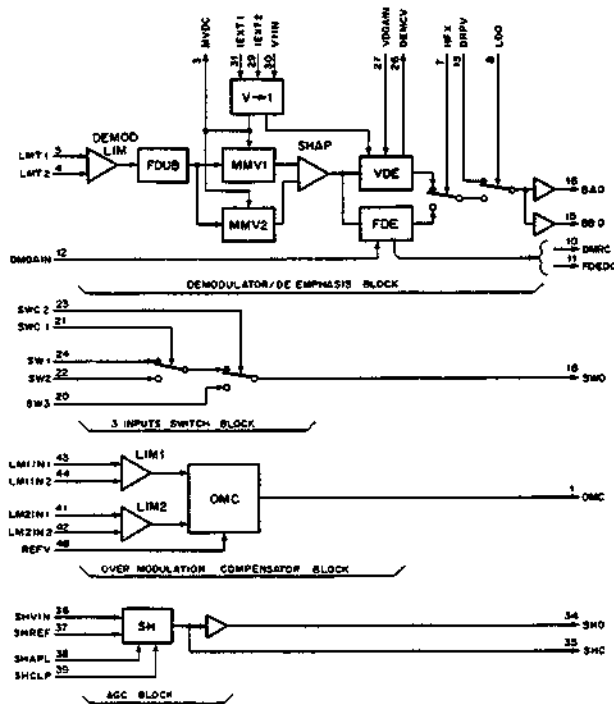 3 MVDC
31 IEXT1
29 IEXT2
30 VIIN
27 VDGAIN
26 DEMCV
7 HFX
13 DRPV
8 LDO
V→I
DEMOD LIM
SHAP
LMT1 5
LMT2 4
FDUB
MMV1
VDE
MMV2
FDE
16 BAO
15 BBO
10 DMRC
11 FDEDC
DMGAIN 12
DEMODULATOR/DE EMPHASIS BLOCK
SWC2 23
SWC1 21
SW1 24
SW2 22
SW3 20
18 SWO
3 INPUTS SWITCH BLOCK
LM1IN1 43
LM1IN2 44
LIM1
LM2IN1 41
LM2IN2 42
LIM2
OMC
1 OMC
REFV 48
OVER MODULATION COMPENSATOR BLOCK
SHVIN 36
SHREF 37
SH
34 SHO
35 SHC
SHAPL 38
SHCLP 39
AGC BLOCK